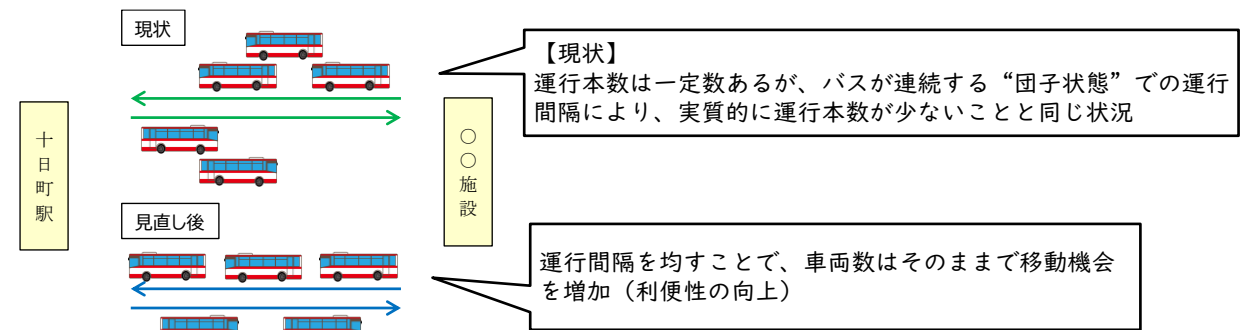 現状
【現状】
運行本数は一定数あるが、バスが連続する“団子状態”での運行
間隔により、実質的に運行本数が少ないことと同じ状況
十日町駅
〇〇施設
見直し後
運行間隔を均すことで、車両数はそのままで移動機会
を増加（利便性の向上）